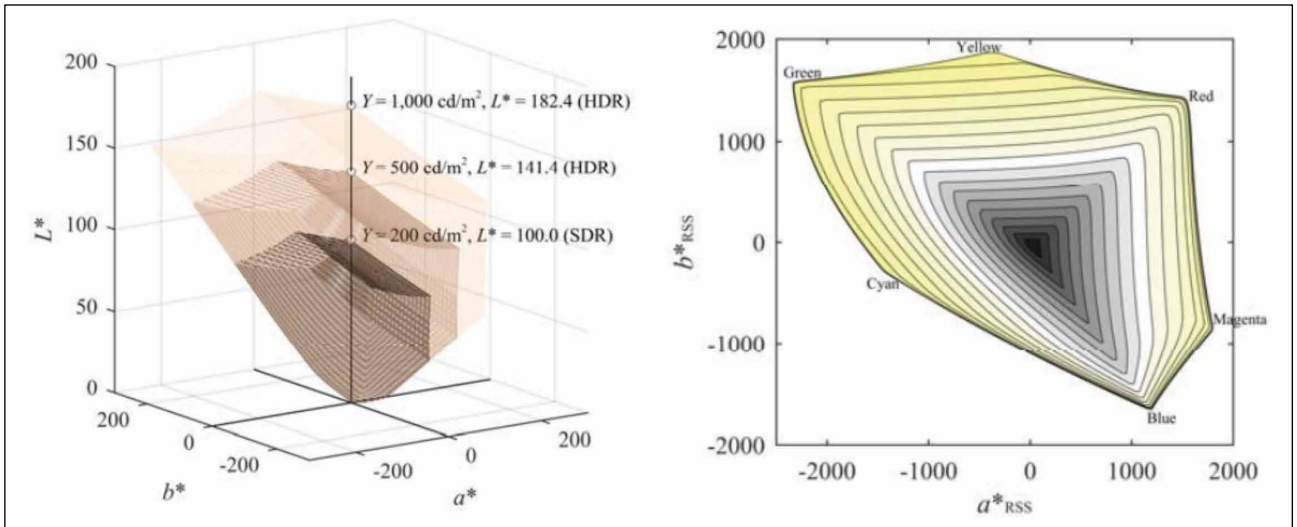 200
150
100
50
0
L*
200
0
-200
b*
-200
0
200
a*
Y = 1,000 cd/m², L* = 182.4 (HDR)
Y = 500 cd/m², L* = 141.4 (HDR)
Y = 200 cd/m², L* = 100.0 (SDR)
2000
1000
0
-1000
-2000
b*RSS
Yellow
Green
Red
Cyan
Magenta
Blue
-2000
-1000
0
1000
2000
a*RSS